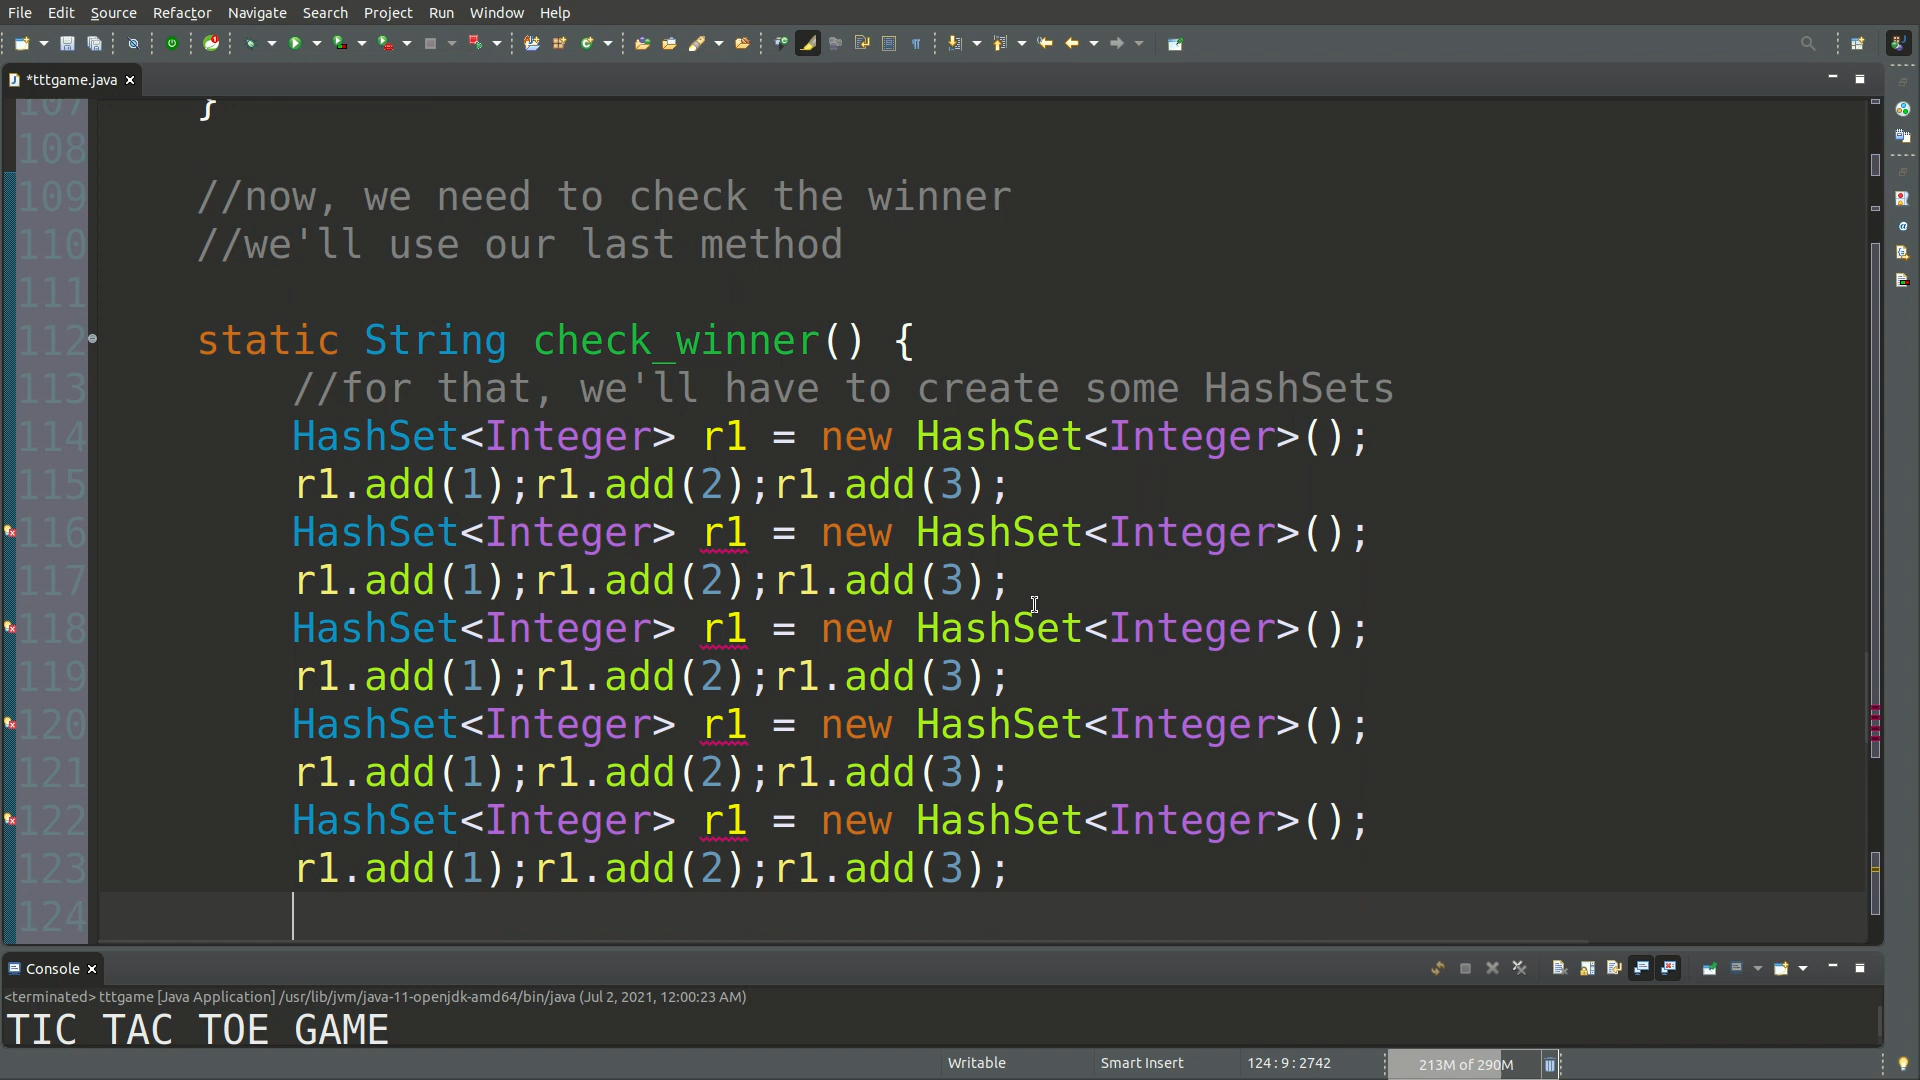 File Edit Source Refactor Navigate Search Project Run Window Help
*tttgame.java
107 }
108
109 //now, we need to check the winner
110 //we'll use our last method
111
112 static String check_winner() {
113 //for that, we'll have to create some HashSets
114 HashSet<Integer> r1 = new HashSet<Integer>();
115 r1.add(1);r1.add(2);r1.add(3);
116 HashSet<Integer> r1 = new HashSet<Integer>();
117 r1.add(1);r1.add(2);r1.add(3);
118 HashSet<Integer> r1 = new HashSet<Integer>();
119 r1.add(1);r1.add(2);r1.add(3);
120 HashSet<Integer> r1 = new HashSet<Integer>();
121 r1.add(1);r1.add(2);r1.add(3);
122 HashSet<Integer> r1 = new HashSet<Integer>();
123 r1.add(1);r1.add(2);r1.add(3);
124
Console
<terminated> tttgame [Java Application] /usr/lib/jvm/java-11-openjdk-amd64/bin/java (Jul 2, 2021, 12:00:23 AM)
TIC TAC TOE GAME
Writable Smart Insert 124 : 9 : 2742 213M of 290M